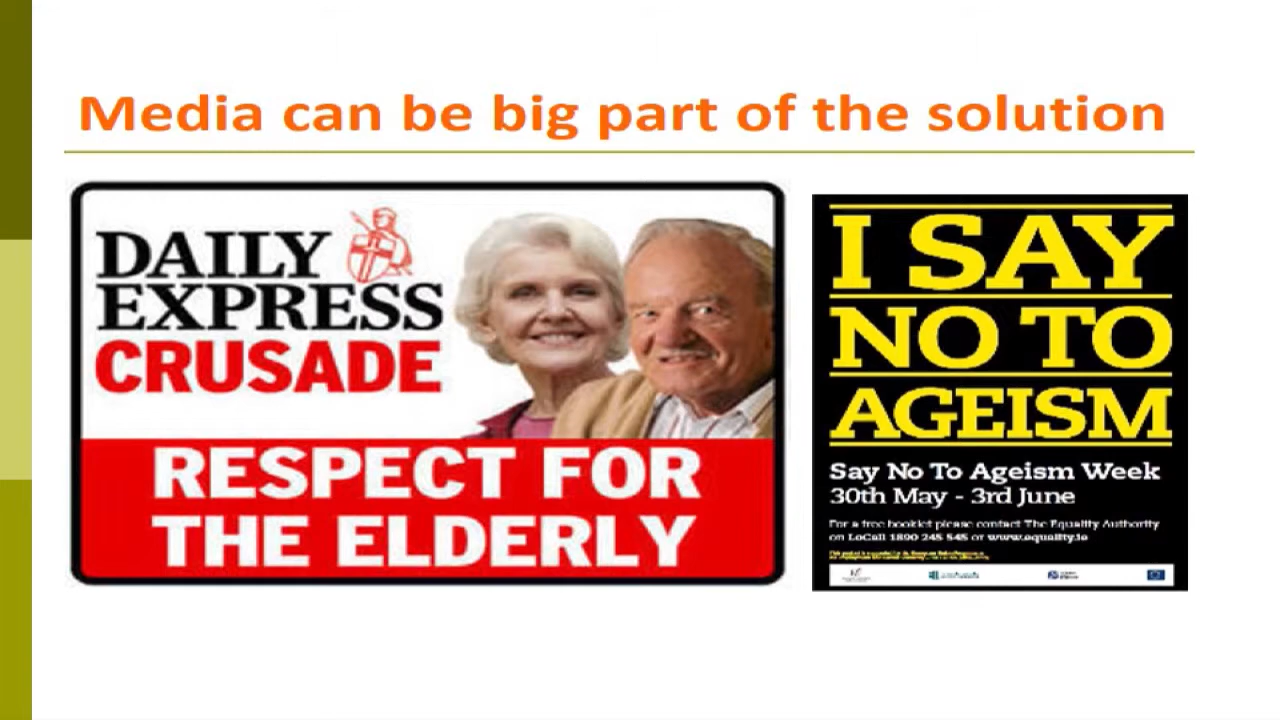 Media can be big part of the solution
DAILY
EXPRESS
CRUSADE
RESPECT FOR
THE ELDERLY
I SAY
NO TO
AGEISM
Say No To Ageism Week
30th May - 3rd June
For a free booklet please contact The Equality Authority
on LoCall 1890 245 545 or www.equality.ie